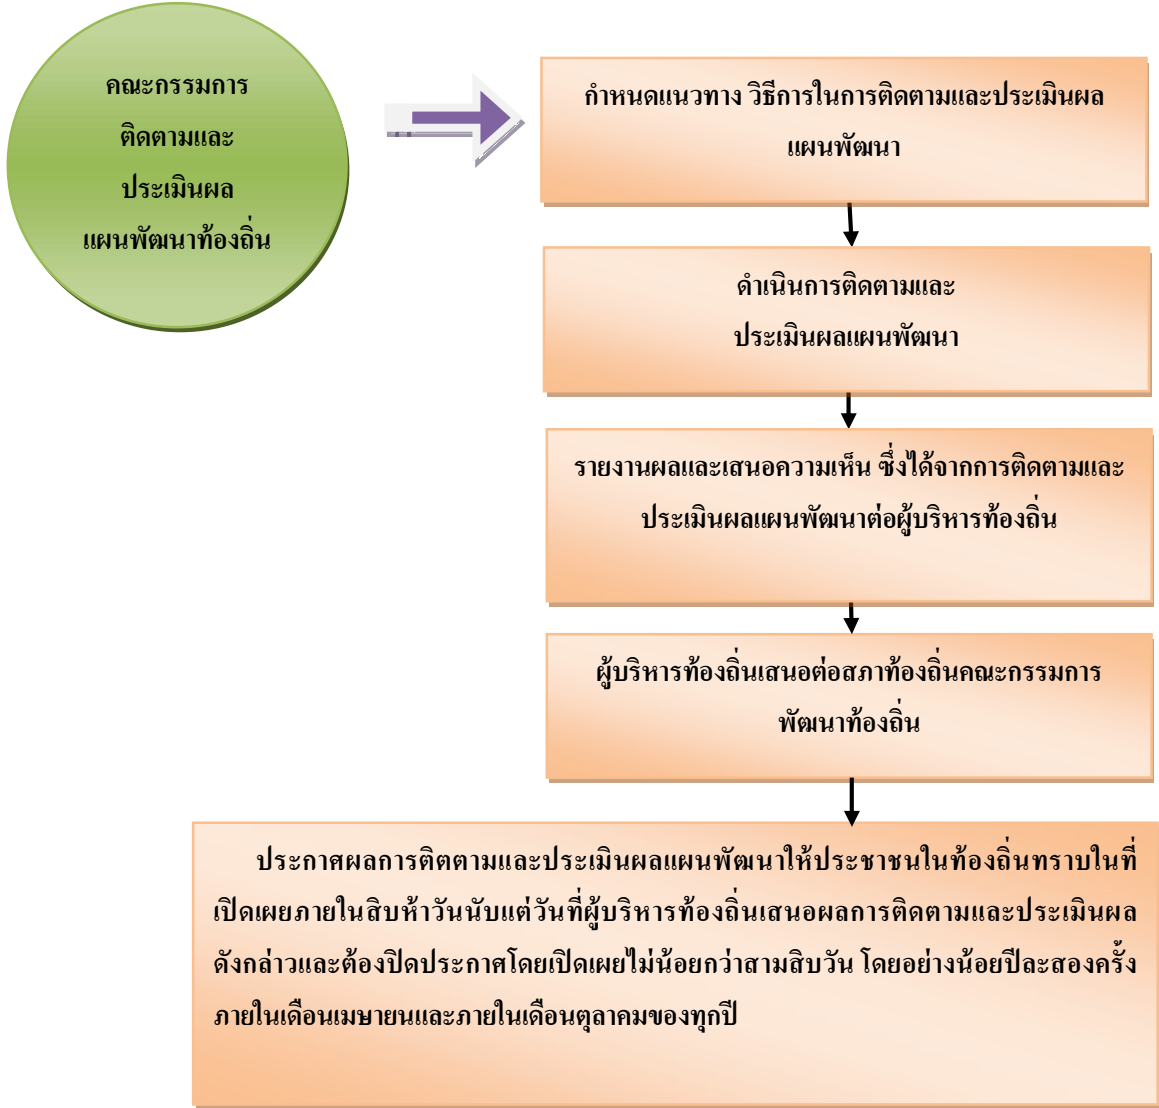 คณะกรรมการ
ติดตามและ
ประเมินผล
แผนพัฒนาท้องถิ่น
กำหนดแนวทาง วิธีการในการติดตามและประเมินผล
แผนพัฒนา
ดำเนินการติดตามและ
ประเมินผลแผนพัฒนา
รายงานผลและเสนอความเห็น ซึ่งได้จากการติดตามและ
ประเมินผลแผนพัฒนาต่อผู้บริหารท้องถิ่น
ผู้บริหารท้องถิ่นเสนอต่อสภาท้องถิ่นคณะกรรมการ
พัฒนาท้องถิ่น
ประกาศผลการติตตามและประเมินผลแผนพัฒนาให้ประชาชนในท้องถิ่นทราบในที่
เปิดเผยภายในสิบห้าวันนับแต่วันที่ผู้บริหารท้องถิ่นเสนอผลการติดตามและประเมินผล
ดังกล่าวและต้องปิดประกาศโดยเปิดเผยไม่น้อยกว่าสามสิบวัน โดยอย่างน้อยปีละสองครั้ง
ภายในเดือนเมษายนและภายในเดือนตุลาคมของทุกปี